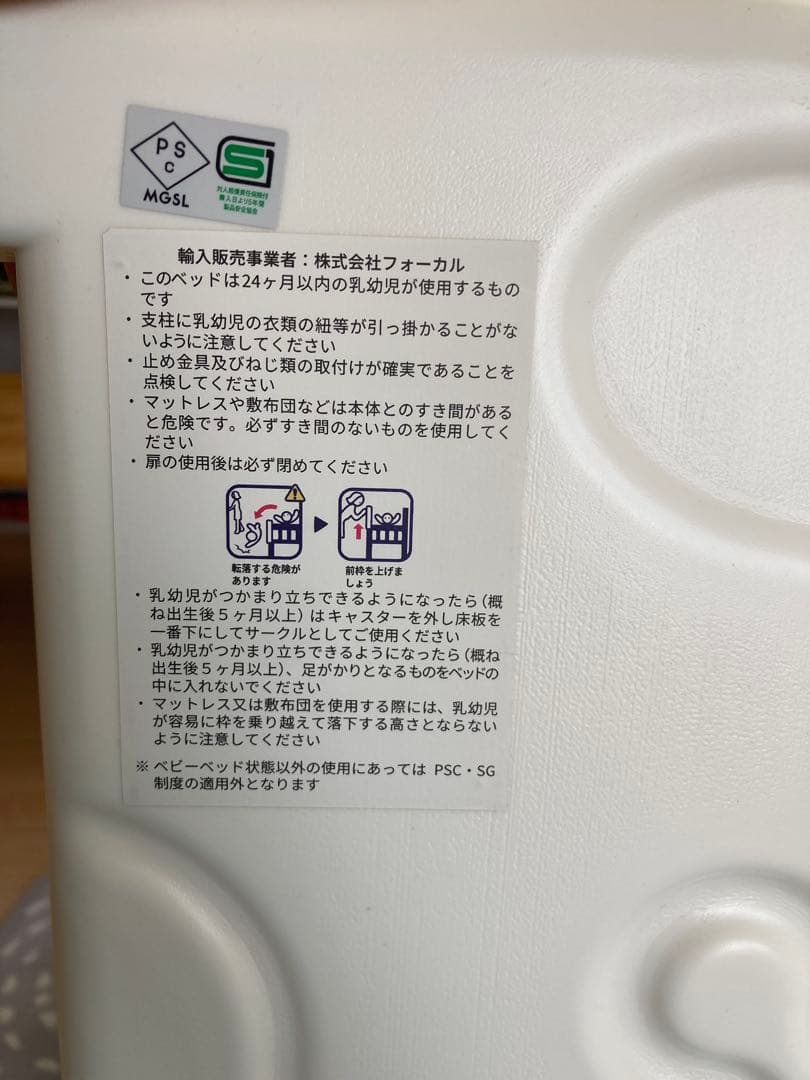 PS
C
MGSL
S
対人賠償責任保険付
購入日より5年間
製品安全協会
輸入販売事業者：株式会社フォーカル
・このベッドは24ヶ月以内の乳幼児が使用するもの
です
・支柱に乳幼児の衣類の紐等が引っ掛かることがな
いように注意してください
・止め金具及びねじ類の取付けが確実であることを
点検してください
・マットレスや敷布団などは本体とのすき間がある
と危険です。必ずすき間のないものを使用してく
ださい
・扉の使用後は必ず閉めてください
転落する危険が
あります
前枠を上げま
しょう
・乳幼児がつかまり立ちできるようになったら（概
ね出生後５ヶ月以上）はキャスターを外し床板を
一番下にしてサークルとしてご使用ください
・乳幼児がつかまり立ちできるようになったら（概ね
出生後５ヶ月以上）、足がかりとなるものをベッドの
中に入れないでください
・マットレス又は敷布団を使用する際には、乳幼児
が容易に枠を乗り越えて落下する高さとならない
ように注意してください
※ ベビーベッド状態以外の使用にあっては PSC・SG
制度の適用外となります